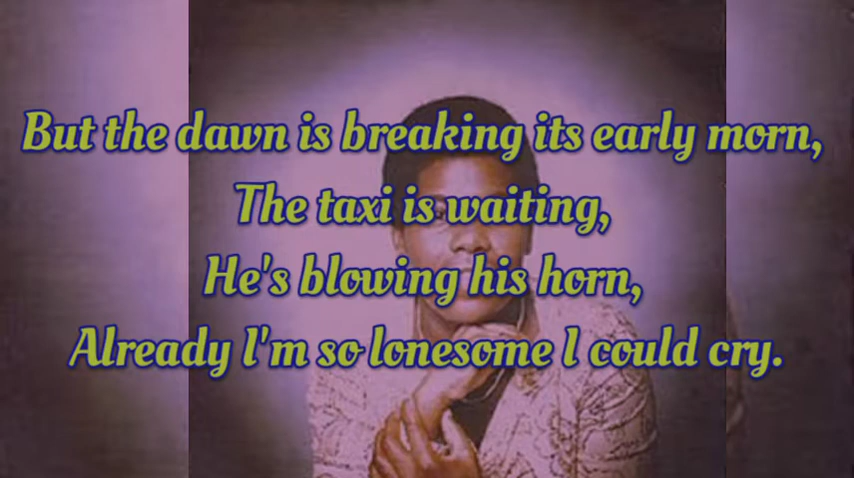 But the dawn is breaking its early morn,
The taxi is waiting,
He's blowing his horn,
Already I'm so lonesome I could cry.